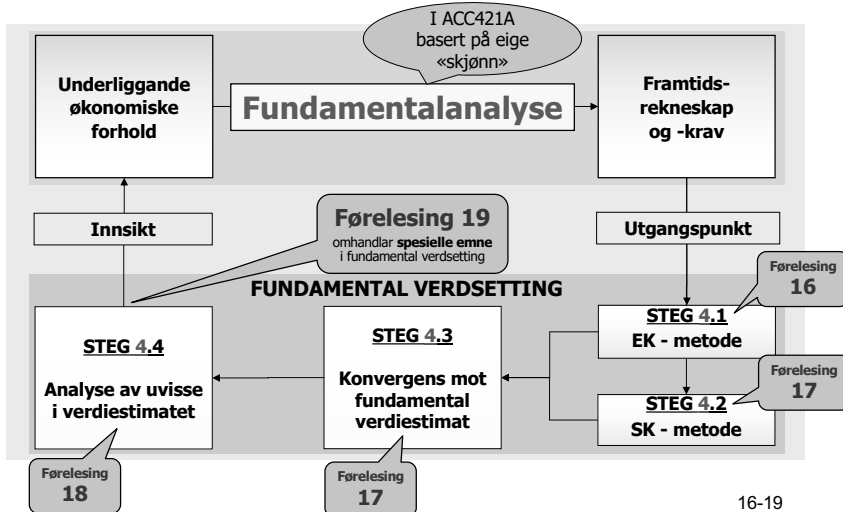 I ACC421A
basert på eige
«skjønn»
Underliggande
økonomiske
forhold
Fundamentalanalyse
Framtids-
rekneskap
og -krav
Innsikt
Førelesing 19
omhandlar spesielle emne
i fundamental verdsetting
Utgangspunkt
FUNDAMENTAL VERDSETTING
Førelesing
16
STEG 4.1
EK - metode
STEG 4.4
Analyse av uvisse
i verdiestimatet
STEG 4.3
Konvergens mot
fundamental
verdiestimat
Førelesing
17
STEG 4.2
SK - metode
Førelesing
18
Førelesing
17
16-19